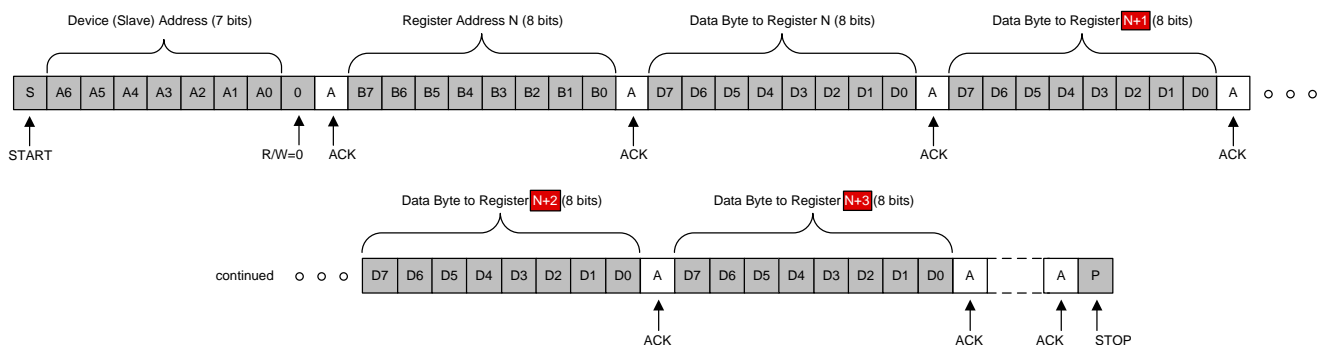 Device (Slave) Address (7 bits) Register Address N (8 bits) Data Byte to Register N (8 bits) Data Byte to Register N+1 (8 bits)
S A6 A5 A4 A3 A2 A1 A0 0 A B7 B6 B5 B4 B3 B2 B1 B0 A D7 D6 D5 D4 D3 D2 D1 D0 A D7 D6 D5 D4 D3 D2 D1 D0 A
START R/W=0 ACK ACK ACK ACK
Data Byte to Register N+2 (8 bits) Data Byte to Register N+3 (8 bits)
continued D7 D6 D5 D4 D3 D2 D1 D0 A D7 D6 D5 D4 D3 D2 D1 D0 A A P
ACK ACK ACK STOP